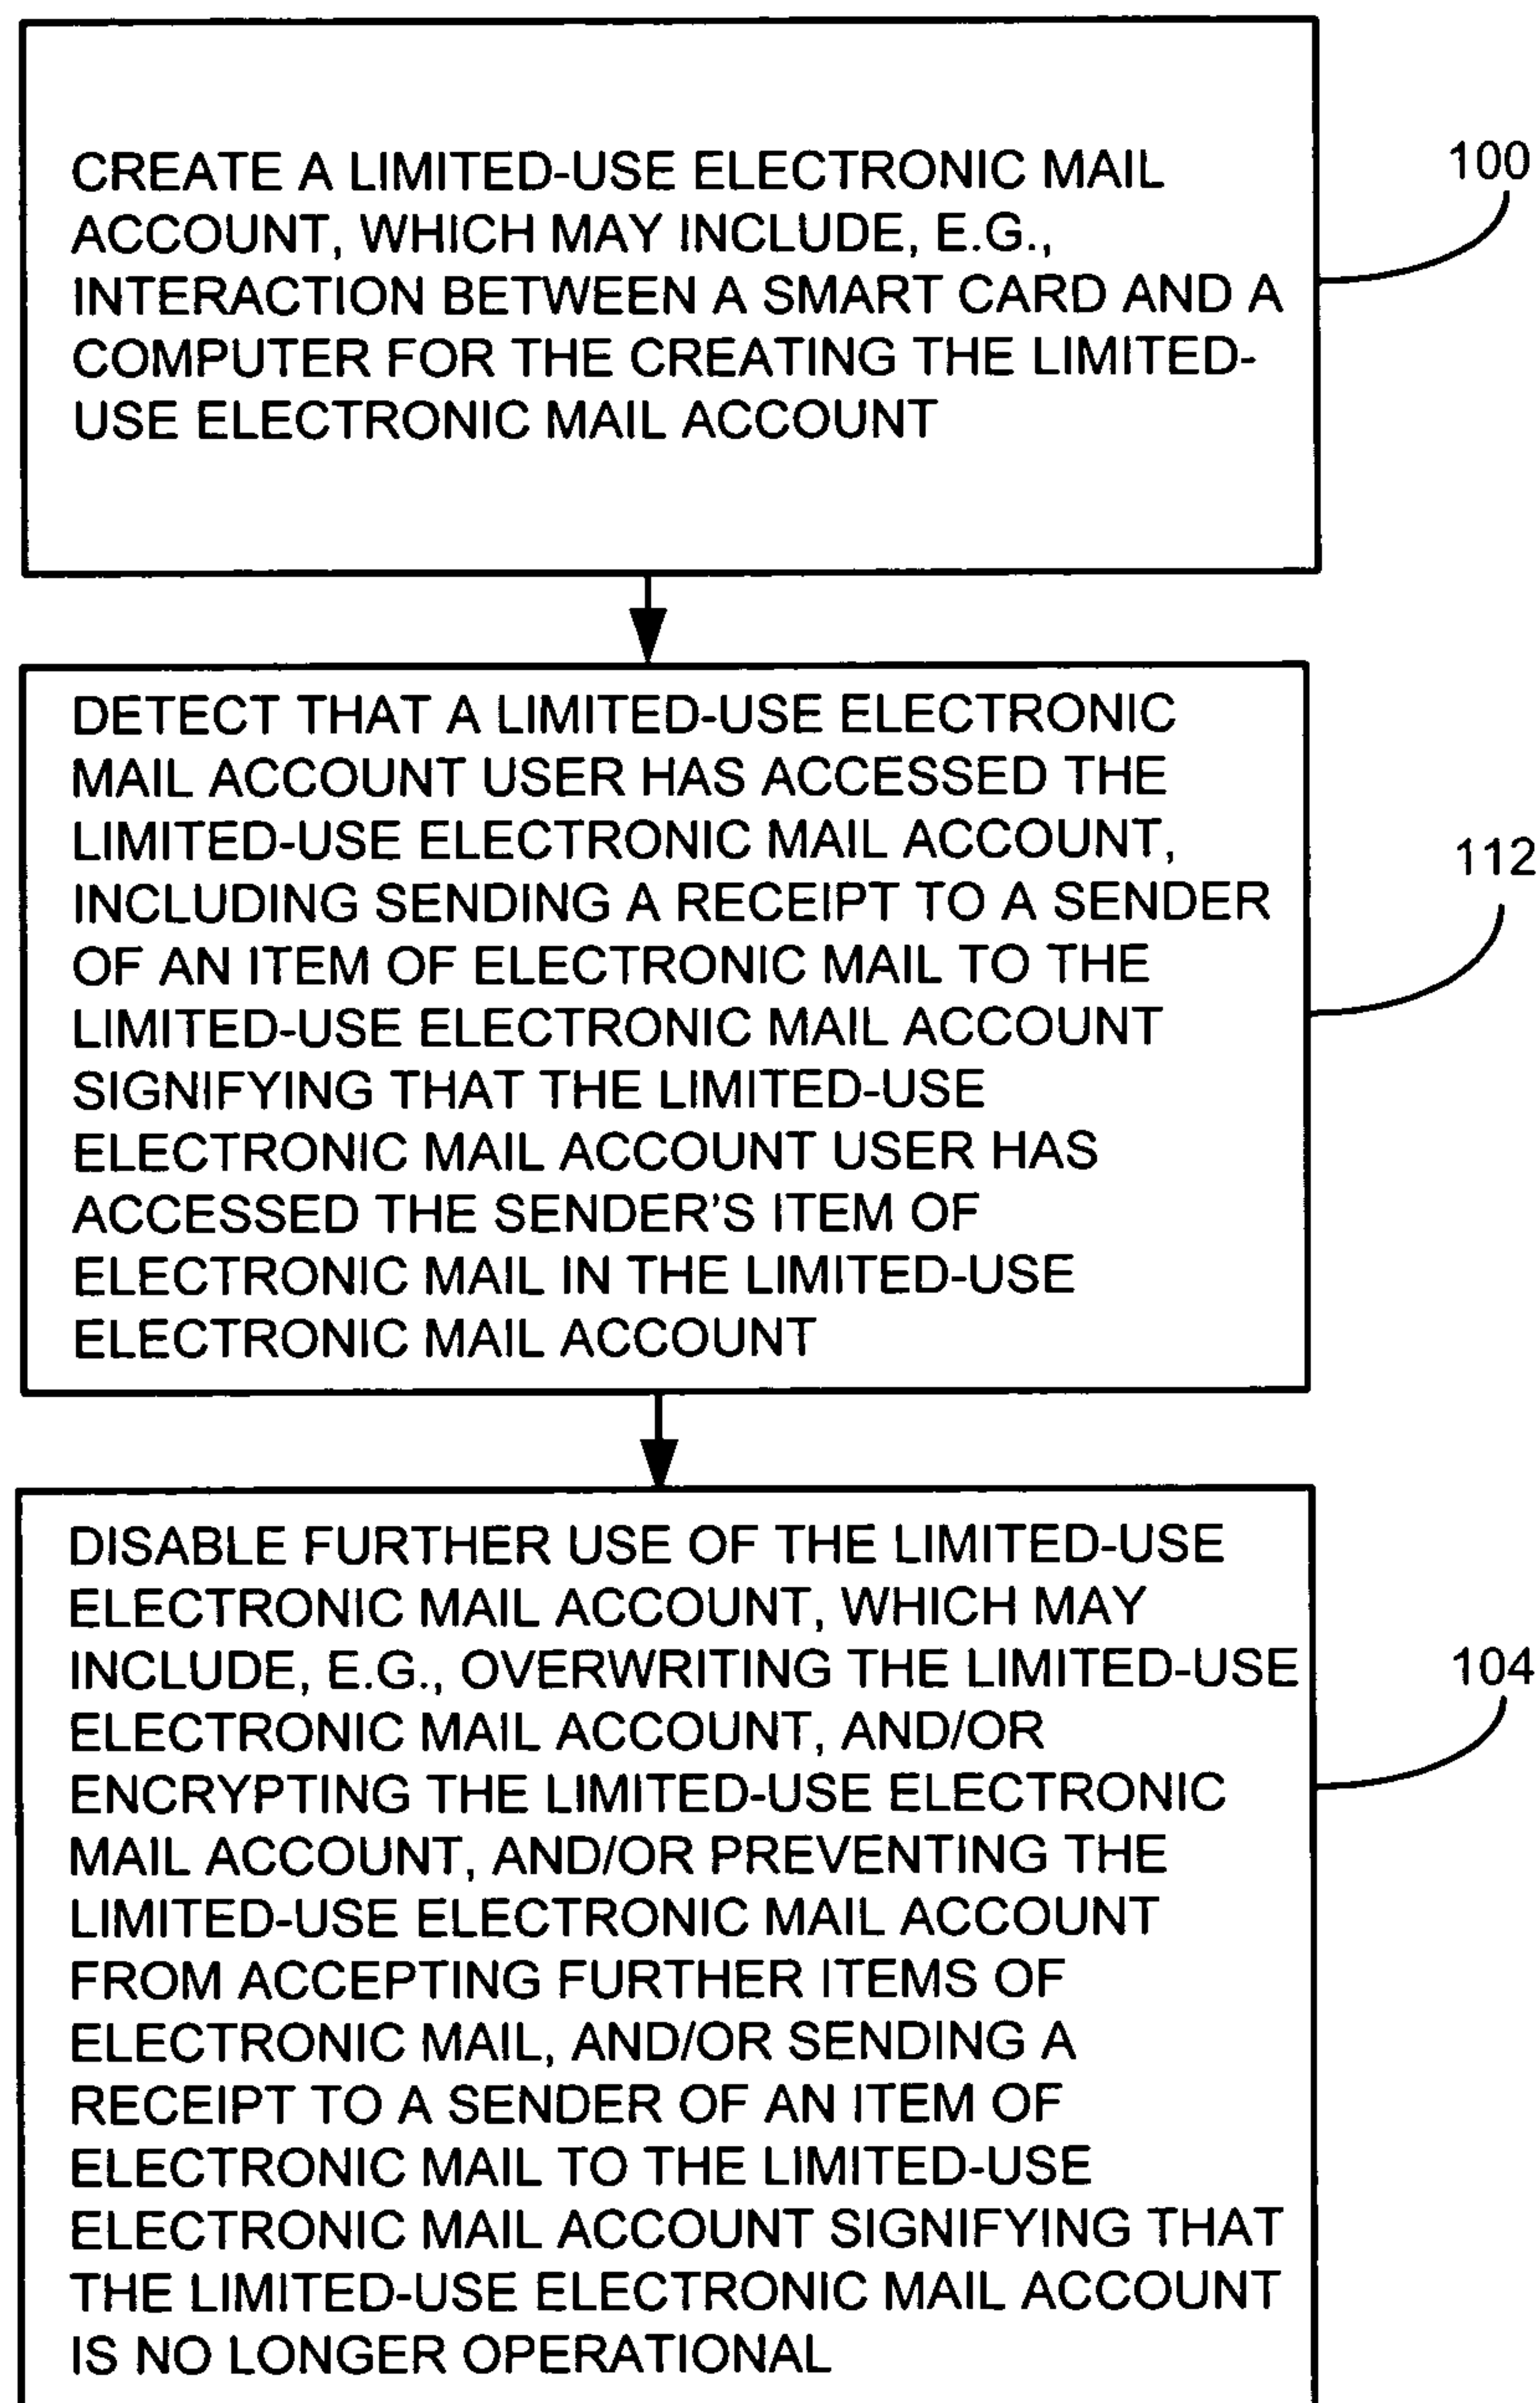 CREATE A LIMITED-USE ELECTRONIC MAIL
ACCOUNT, WHICH MAY INCLUDE, E.G.,
INTERACTION BETWEEN A SMART CARD AND A
COMPUTER FOR THE CREATING THE LIMITED-
USE ELECTRONIC MAIL ACCOUNT
100
DETECT THAT A LIMITED-USE ELECTRONIC
MAIL ACCOUNT USER HAS ACCESSED THE
LIMITED-USE ELECTRONIC MAIL ACCOUNT,
INCLUDING SENDING A RECEIPT TO A SENDER
OF AN ITEM OF ELECTRONIC MAIL TO THE
LIMITED-USE ELECTRONIC MAIL ACCOUNT
SIGNIFYING THAT THE LIMITED-USE
ELECTRONIC MAIL ACCOUNT USER HAS
ACCESSED THE SENDER'S ITEM OF
ELECTRONIC MAIL IN THE LIMITED-USE
ELECTRONIC MAIL ACCOUNT
112
DISABLE FURTHER USE OF THE LIMITED-USE
ELECTRONIC MAIL ACCOUNT, WHICH MAY
INCLUDE, E.G., OVERWRITING THE LIMITED-USE
ELECTRONIC MAIL ACCOUNT, AND/OR
ENCRYPTING THE LIMITED-USE ELECTRONIC
MAIL ACCOUNT, AND/OR PREVENTING THE
LIMITED-USE ELECTRONIC MAIL ACCOUNT
FROM ACCEPTING FURTHER ITEMS OF
ELECTRONIC MAIL, AND/OR SENDING A
RECEIPT TO A SENDER OF AN ITEM OF
ELECTRONIC MAIL TO THE LIMITED-USE
ELECTRONIC MAIL ACCOUNT SIGNIFYING THAT
THE LIMITED-USE ELECTRONIC MAIL ACCOUNT
IS NO LONGER OPERATIONAL
104